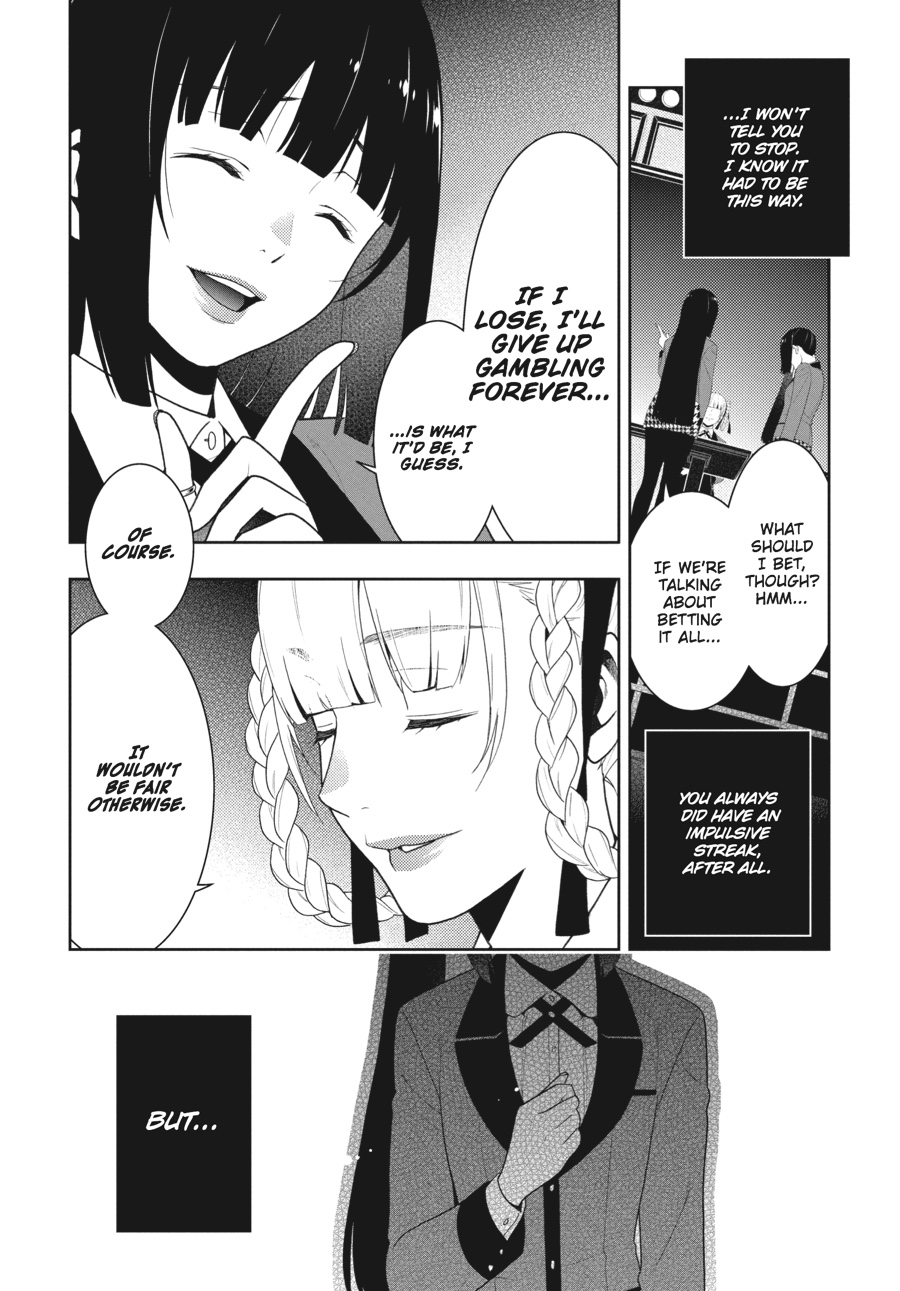 ...I WON'T
TELL YOU
TO STOP.
I KNOW IT
HAD TO BE
THIS WAY.
WHAT
SHOULD
I BET,
THOUGH?
HMM...
IF WE'RE
TALKING
ABOUT
BETTING
IT ALL...
YOU ALWAYS
DID HAVE AN
IMPULSIVE
STREAK,
AFTER ALL.
IF I
LOSE, I'LL
GIVE UP
GAMBLING
FOREVER...
...IS WHAT
IT'D BE, I
GUESS.
OF
COURSE.
IT
WOULDN'T
BE FAIR
OTHERWISE.
BUT...